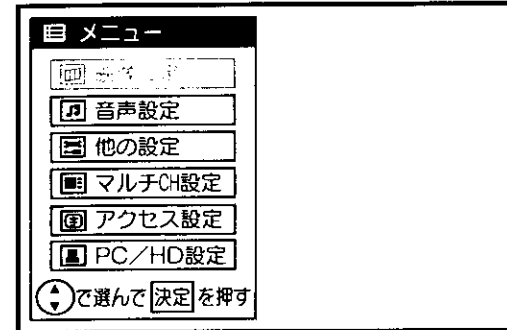 メニュー
音声設定
他の設定
マルチCH設定
アクセス設定
PC/HD設定
で選んで 決定 を押す